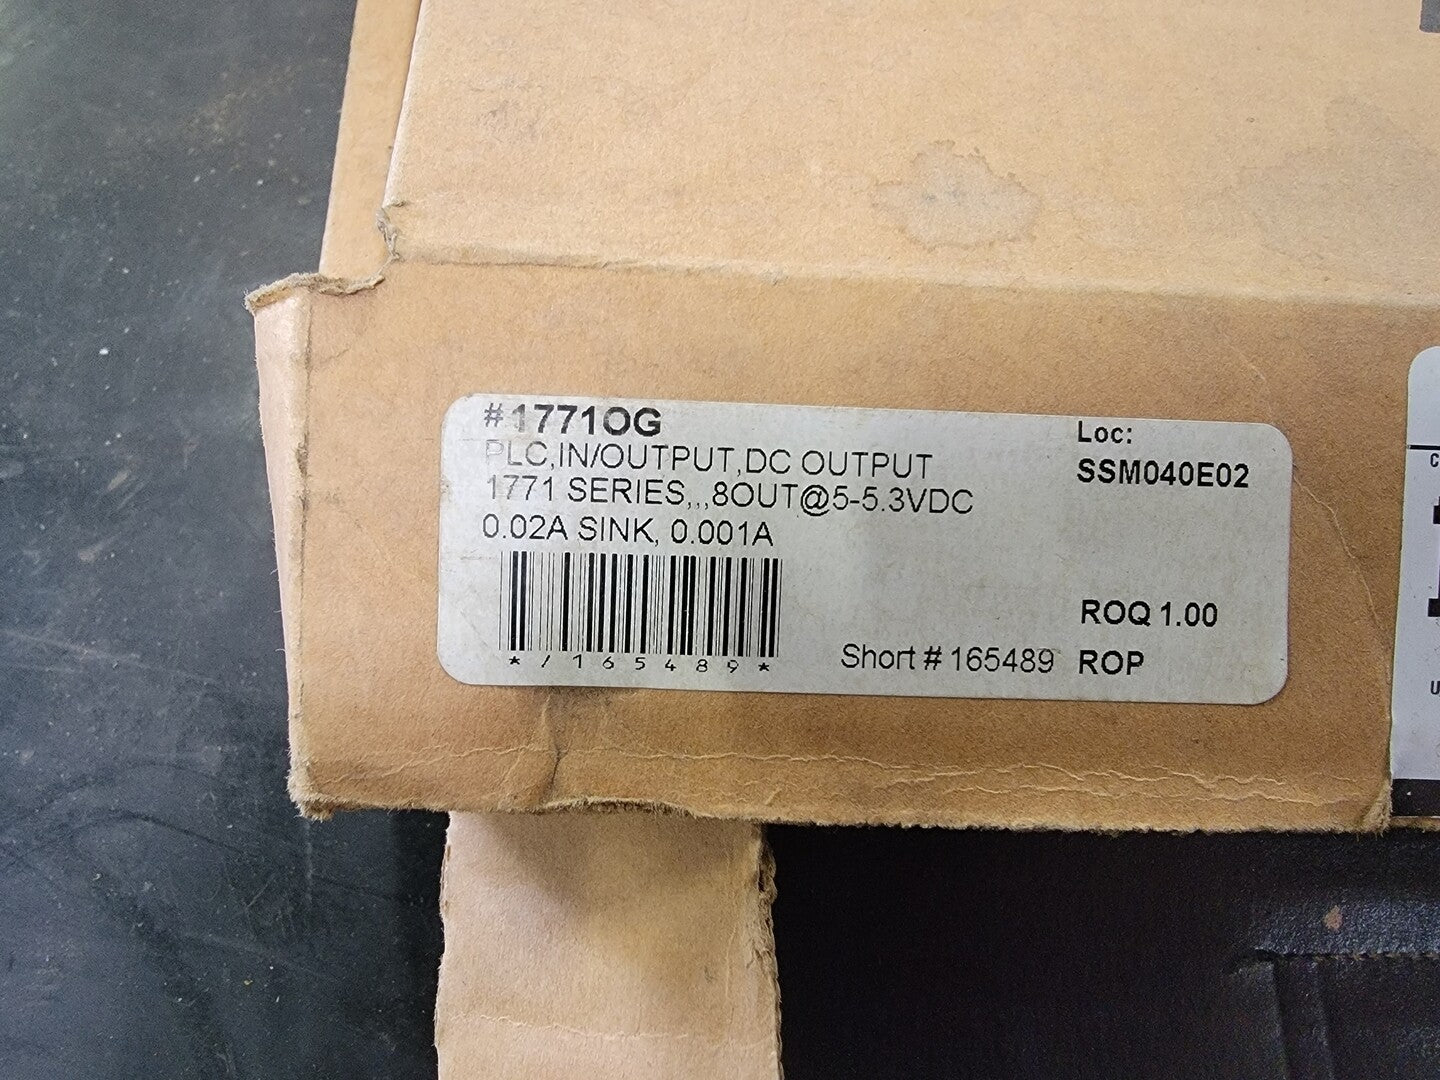 #1771OG
PLC,IN/OUTPUT,DC OUTPUT
1771 SERIES,,,8OUT@5-5.3VDC
0.02A SINK, 0.001A
*/165489*
Short # 165489
Loc:
SSM040E02
ROQ 1.00
ROP